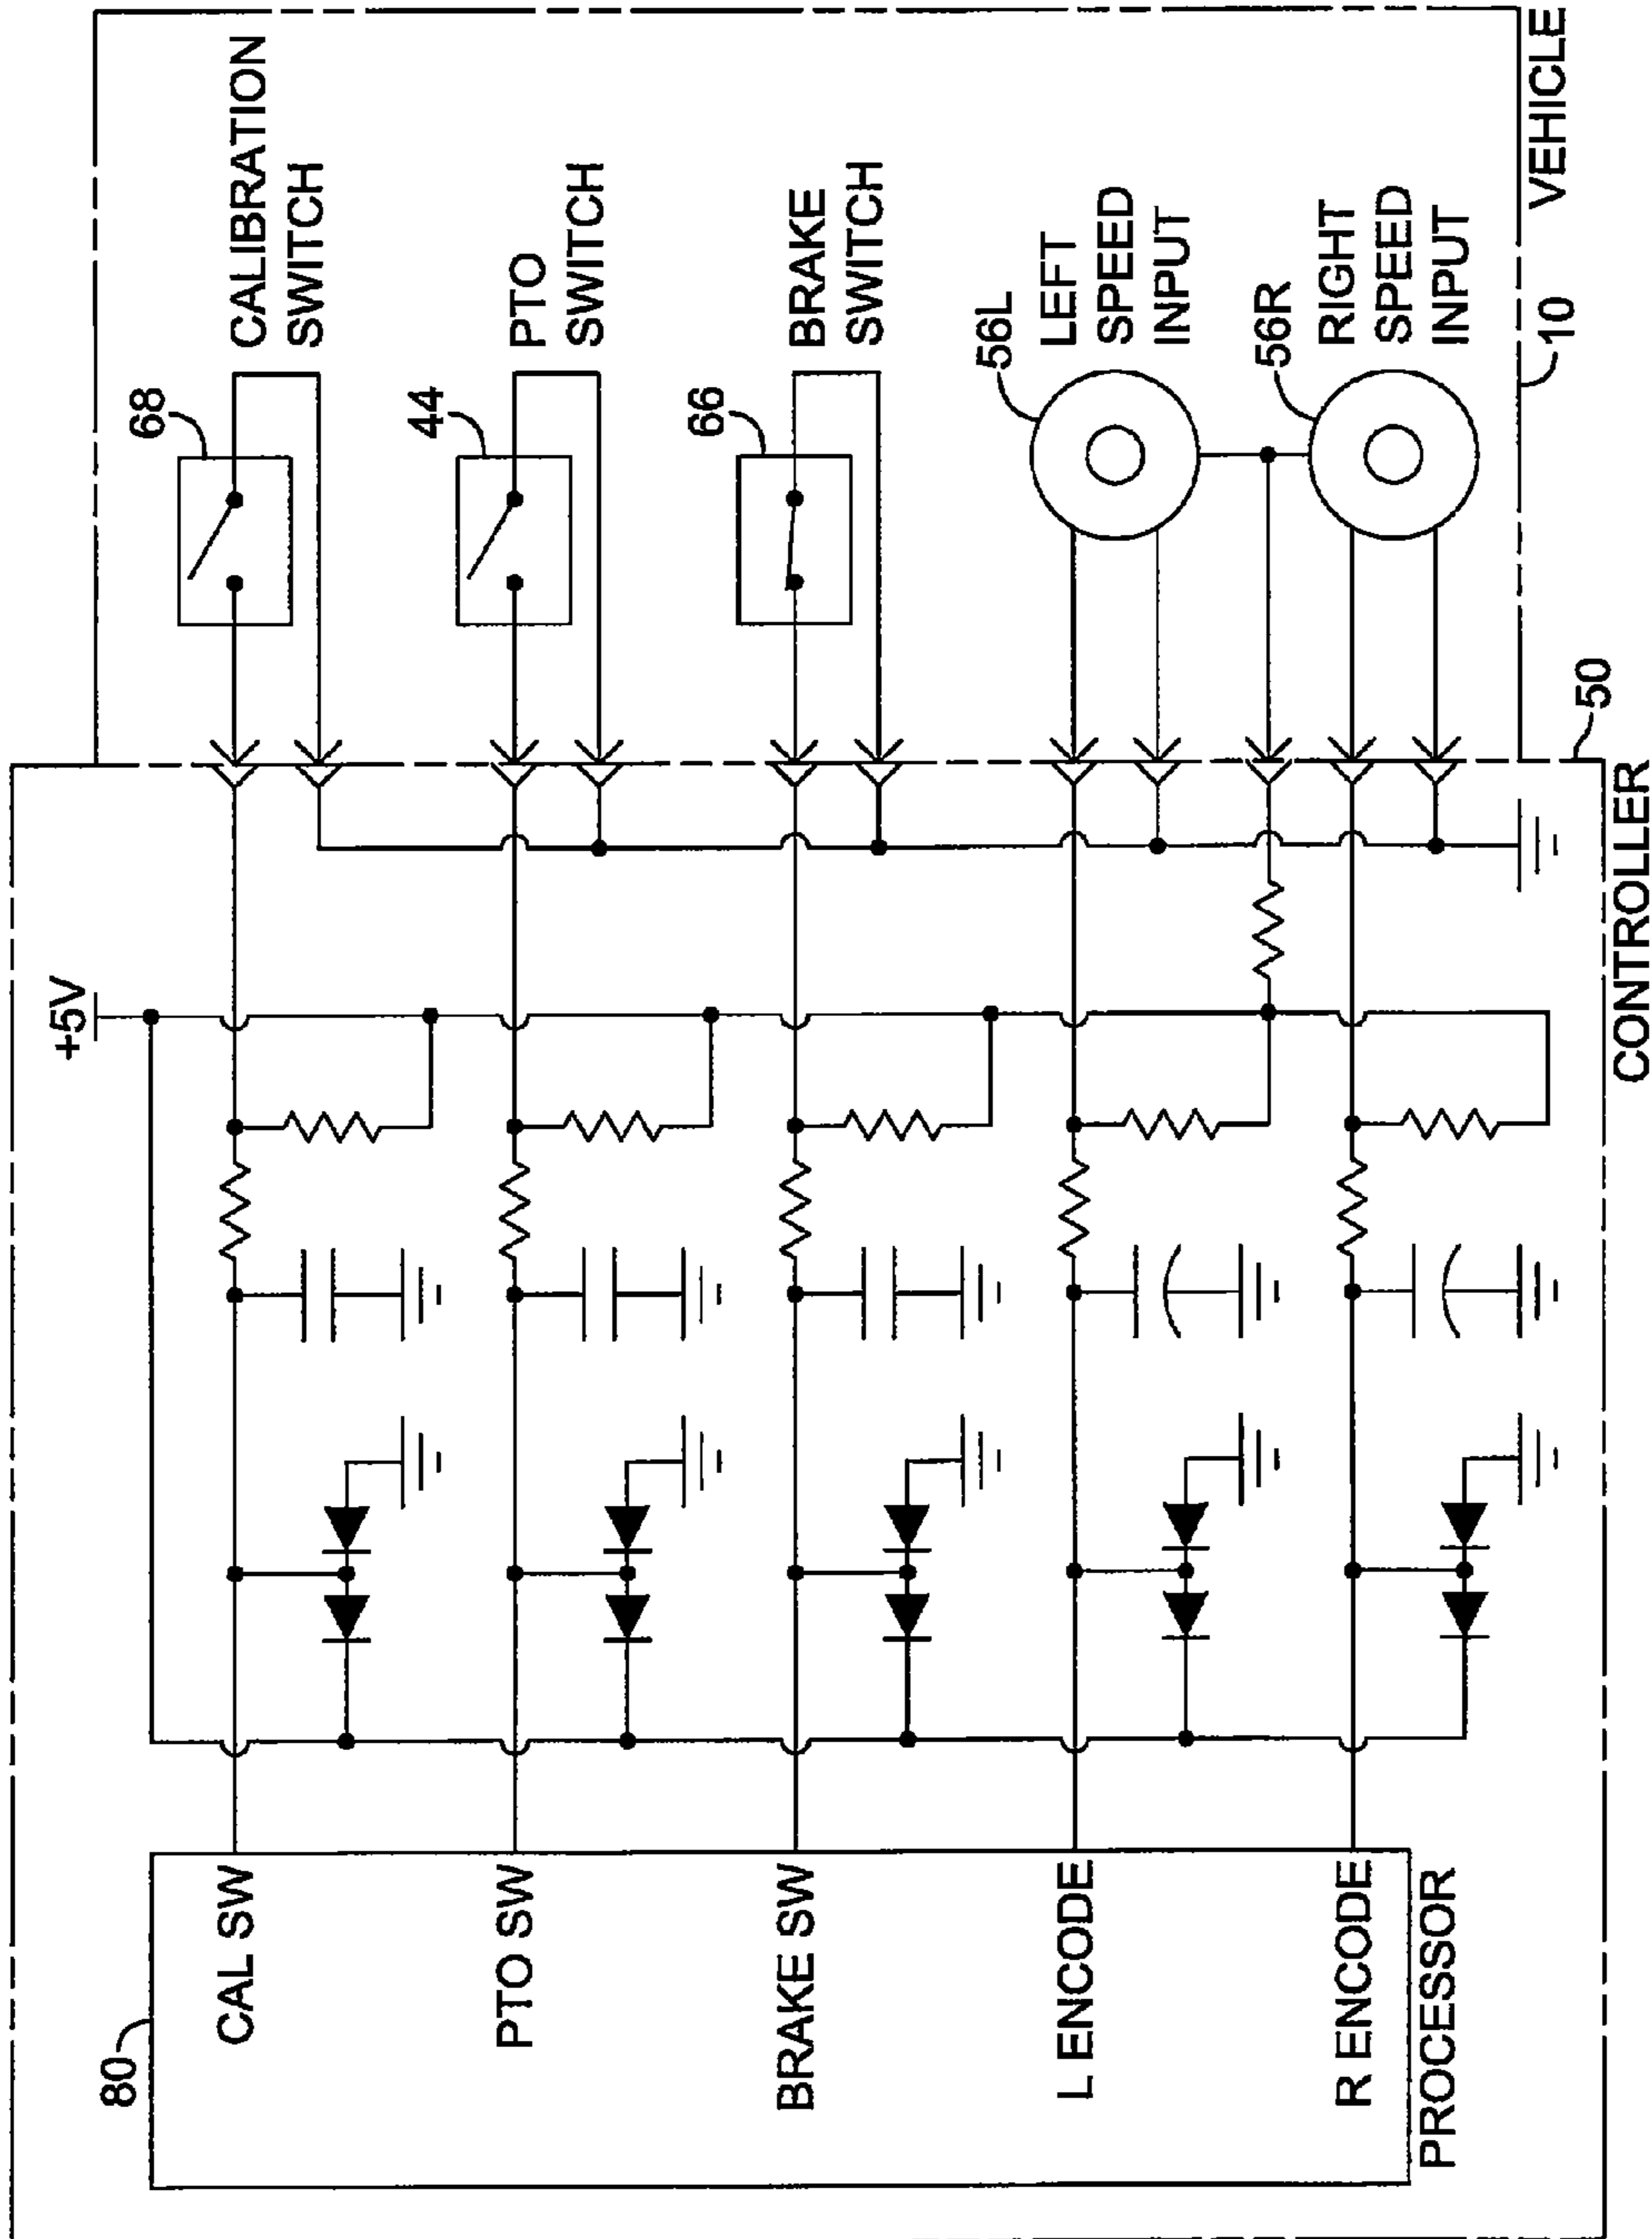 80
CAL SW
PTO SW
BRAKE SW
L ENCODE
R ENCODE
PROCESSOR
+5V
CONTROLLER
50
68
CALIBRATION
SWITCH
44
PTO
SWITCH
66
BRAKE
SWITCH
56L
LEFT
SPEED
INPUT
56R
RIGHT
SPEED
INPUT
10
VEHICLE